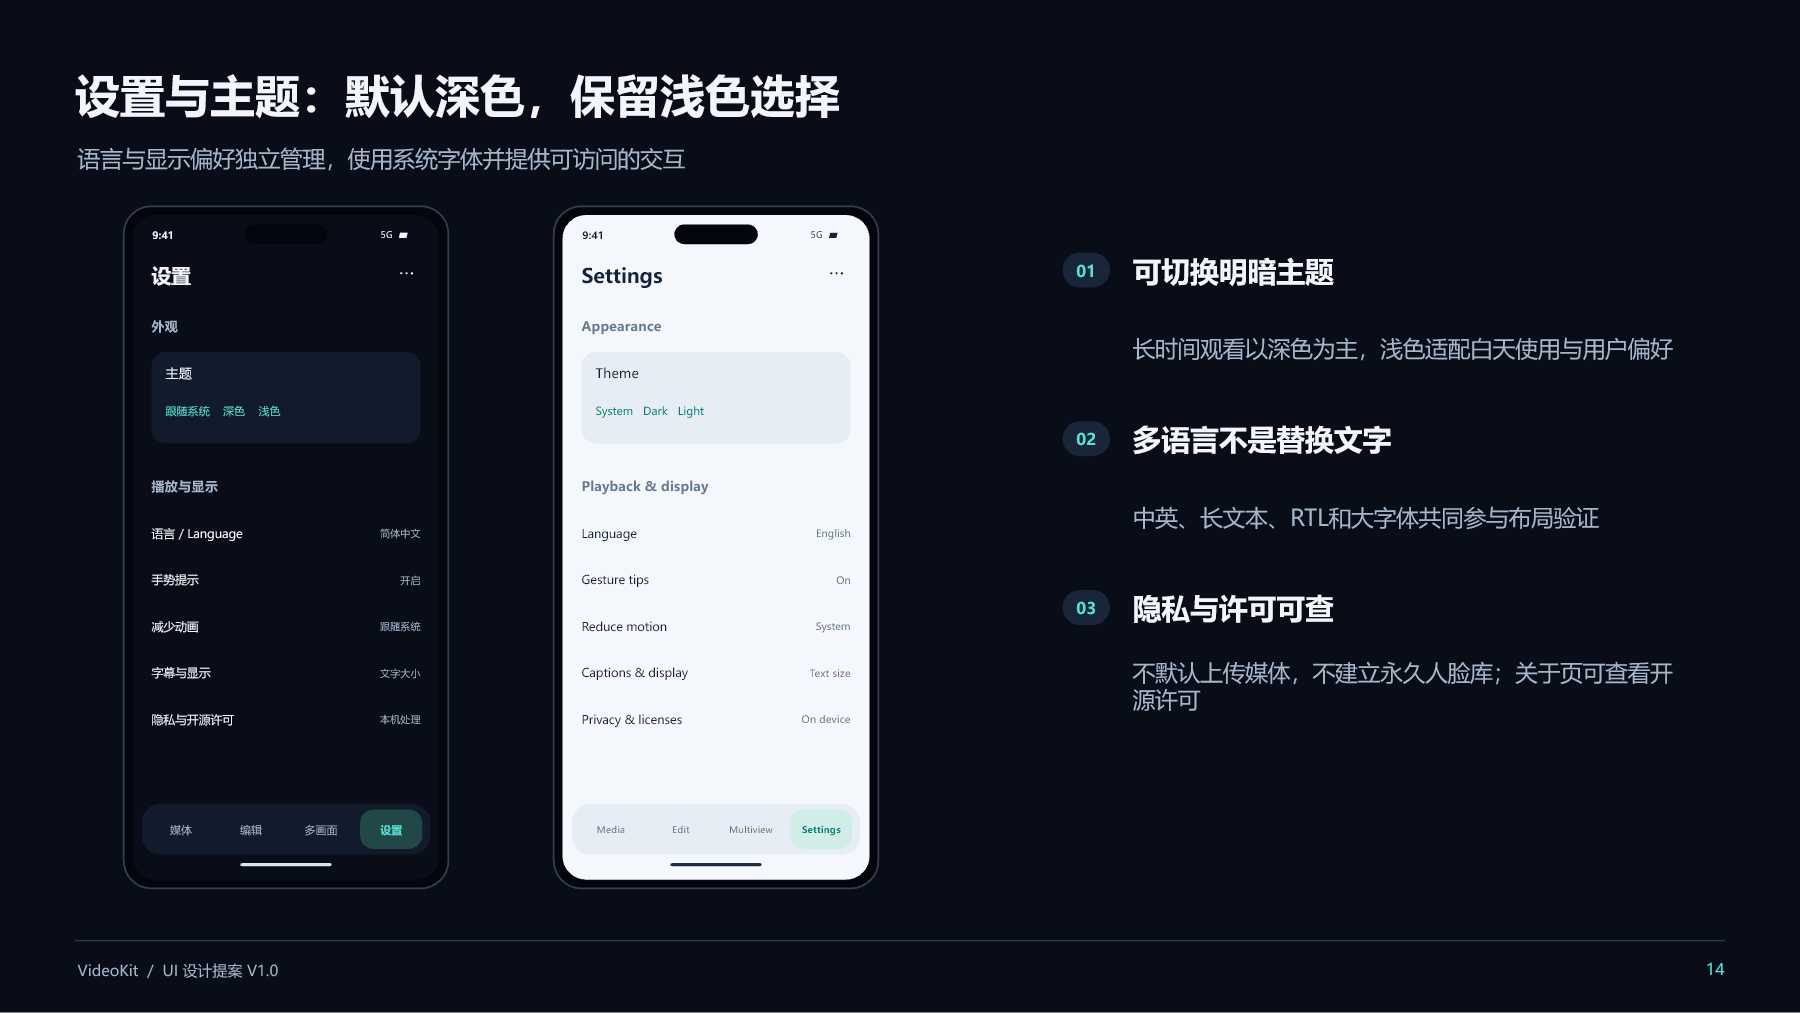 设置与主题：默认深色，保留浅色选择
语言与显示偏好独立管理，使用系统字体并提供可访问的交互
9:41
5G
设置
...
外观
主题
跟随系统 深色 浅色
播放与显示
语言 / Language
简体中文
手势提示
开启
减少动画
跟随系统
字幕与显示
文字大小
隐私与开源许可
本机处理
媒体
编辑
多画面
设置
9:41
5G
Settings
...
Appearance
Theme
System Dark Light
Playback & display
Language
English
Gesture tips
On
Reduce motion
System
Captions & display
Text size
Privacy & licenses
On device
Media
Edit
Multiview
Settings
01
可切换明暗主题
长时间观看以深色为主，浅色适配白天使用与用户偏好
02
多语言不是替换文字
中英、长文本、RTL和大字体共同参与布局验证
03
隐私与许可可查
不默认上传媒体，不建立永久人脸库；关于页可查看开
源许可
VideoKit / UI 设计提案 V1.0
14